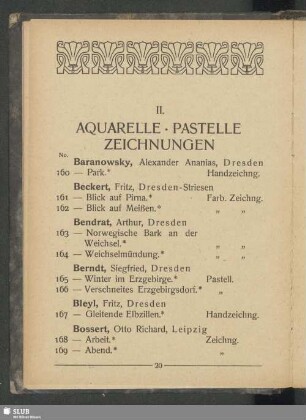 II.
AQUARELLE · PASTELLE
ZEICHNUNGEN
No.
Baranowsky, Alexander Ananias, Dresden
160 — Park.* Handzeichng.
Beckert, Fritz, Dresden-Striesen
161 — Blick auf Pirna.* Farb. Zeichng.
162 — Blick auf Meißen.* „ „
Bendrat, Arthur, Dresden
163 — Norwegische Bark an der
Weichsel.* „ „
164 — Weichselmündung.* „ „
Berndt, Siegfried, Dresden
165 — Winter im Erzgebirge.* Pastell.
166 — Verschneites Erzgebirgsdorf.* „
Bleyl, Fritz, Dresden
167 — Gleitende Elbzillen.* Handzeichng.
Bossert, Otto Richard, Leipzig
168 — Arbeit.* Zeichng.
169 — Abend.* „
20
SLUB